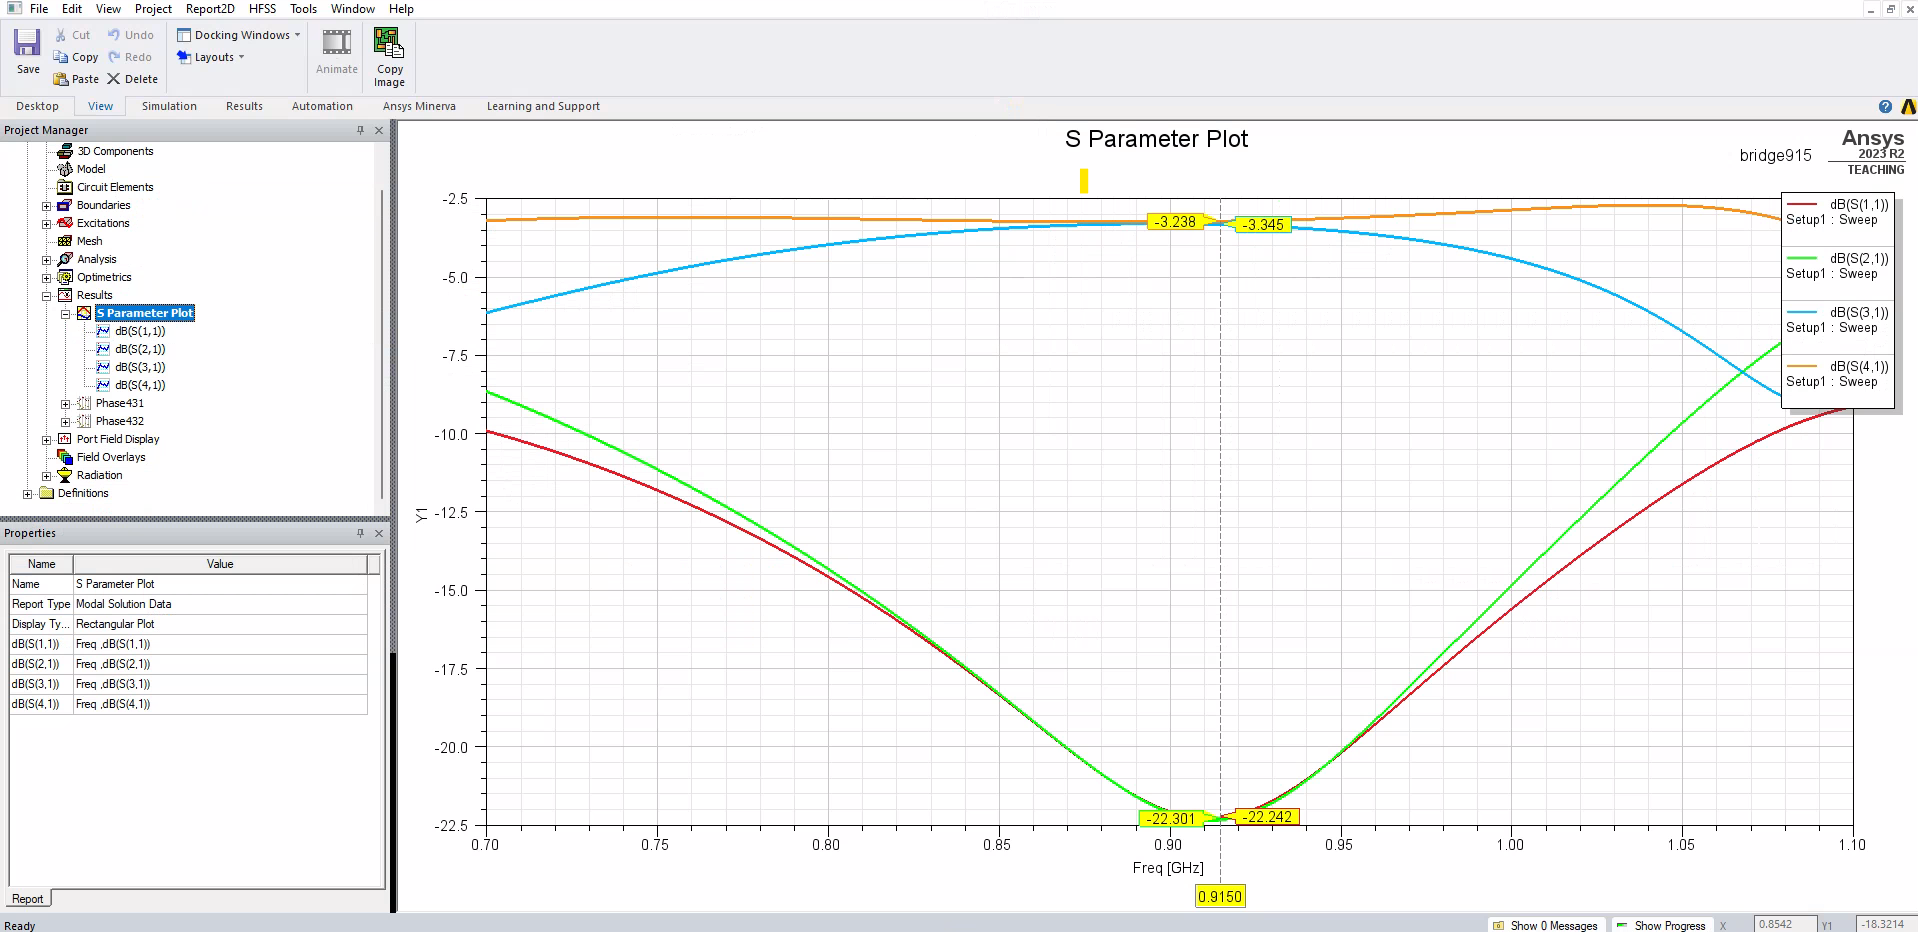 File Edit View Project Report2D HFSS Tools Window Help
Save
Cut
Copy
Paste
Undo
Redo
Delete
Docking Windows
Layouts
Animate
Copy
Image
Desktop View Simulation Results Automation Ansys Minerva Learning and Support
Project Manager
3D Components
Model
Circuit Elements
Boundaries
Excitations
Mesh
Analysis
Optimetrics
Results
S Parameter Plot
dB(S(1,1))
dB(S(2,1))
dB(S(3,1))
dB(S(4,1))
Phase431
Phase432
Port Field Display
Field Overlays
Radiation
Definitions
Properties
Name Value
Name S Parameter Plot
Report Type Modal Solution Data
Display Ty... Rectangular Plot
dB(S(1,1)) Freq ,dB(S(1,1))
dB(S(2,1)) Freq ,dB(S(2,1))
dB(S(3,1)) Freq ,dB(S(3,1))
dB(S(4,1)) Freq ,dB(S(4,1))
Report
S Parameter Plot
bridge915
Ansys
2023 R2
TEACHING
dB(S(1,1))
Setup1 : Sweep
dB(S(2,1))
Setup1 : Sweep
dB(S(3,1))
Setup1 : Sweep
dB(S(4,1))
Setup1 : Sweep
-2.5
-5.0
-7.5
-10.0
-12.5
-15.0
-17.5
-20.0
-22.5
Y1
-3.238
-3.345
-22.301
-22.242
0.70 0.75 0.80 0.85 0.90 0.95 1.00 1.05 1.10
Freq [GHz]
0.9150
Ready
Show 0 Messages Show Progress X 0.8542 Y1 -18.3214